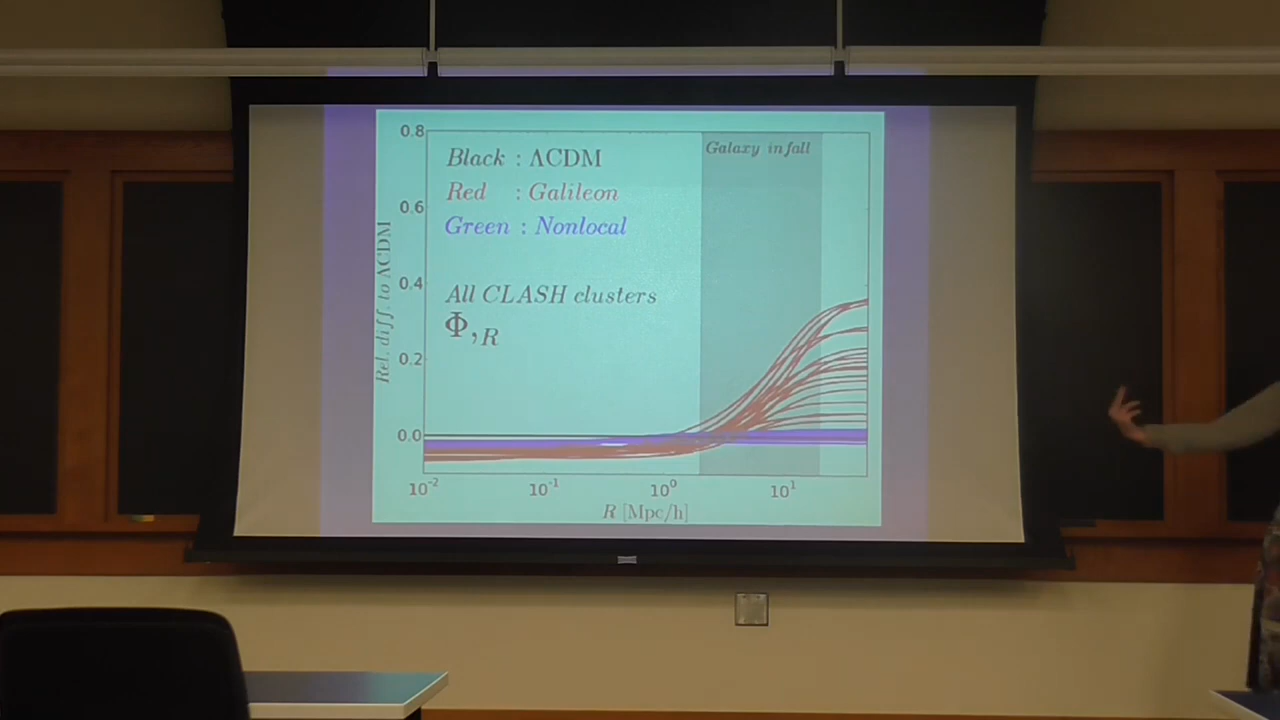 0.8
0.6
0.4
0.2
0.0
Rel. diff. to ΛCDM
Black : ΛCDM
Red : Galileon
Green : Nonlocal
All CLASH clusters
Φ,R
Galaxy infall
10⁻² 10⁻¹ 10⁰ 10¹
R [Mpc/h]